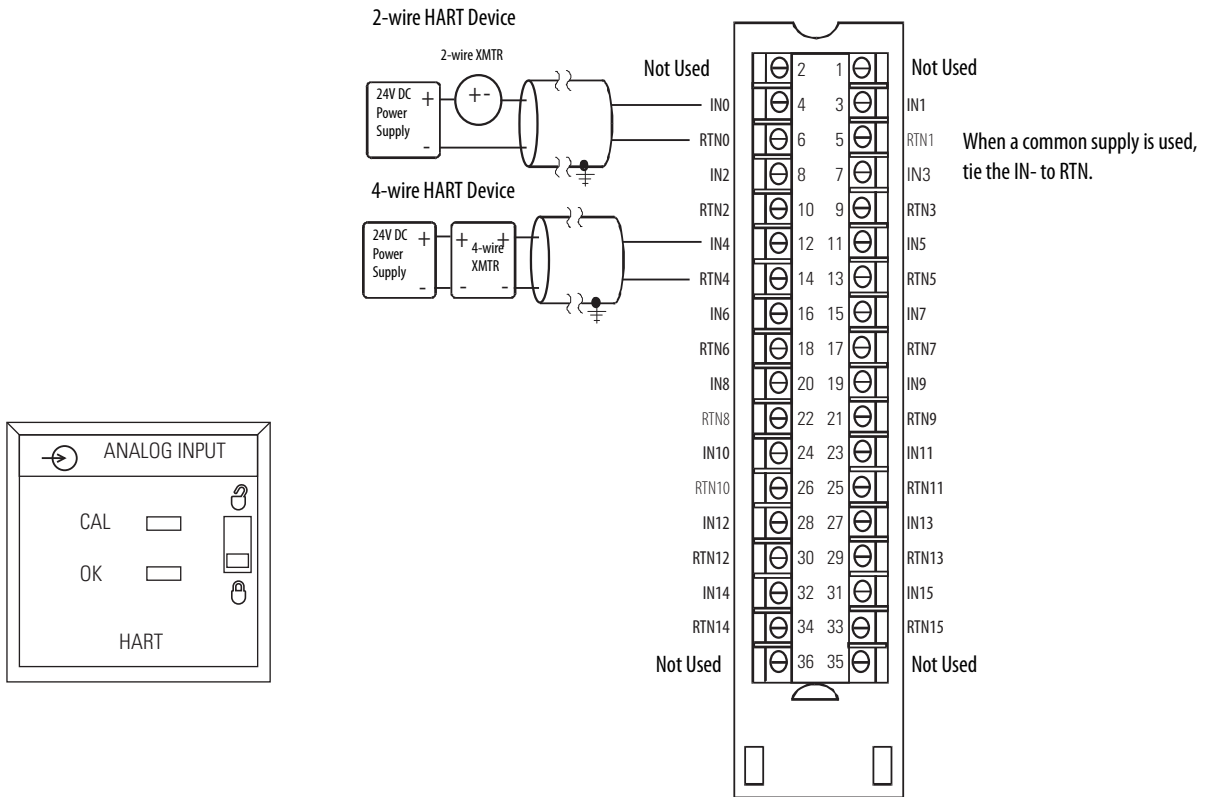 2-wire HART Device
2-wire XMTR
24V DC
Power
Supply
+
-
+-
4-wire HART Device
24V DC
Power
Supply
+
-
+ +
4-wire
XMTR
- -
Not Used 2 1 Not Used
IN0 4 3 IN1
RTN0 6 5 RTN1
IN2 8 7 IN3
RTN2 10 9 RTN3
IN4 12 11 IN5
RTN4 14 13 RTN5
IN6 16 15 IN7
RTN6 18 17 RTN7
IN8 20 19 IN9
RTN8 22 21 RTN9
IN10 24 23 IN11
RTN10 26 25 RTN11
IN12 28 27 IN13
RTN12 30 29 RTN13
IN14 32 31 IN15
RTN14 34 33 RTN15
Not Used 36 35 Not Used
When a common supply is used,
tie the IN- to RTN.
ANALOG INPUT
CAL
OK
HART